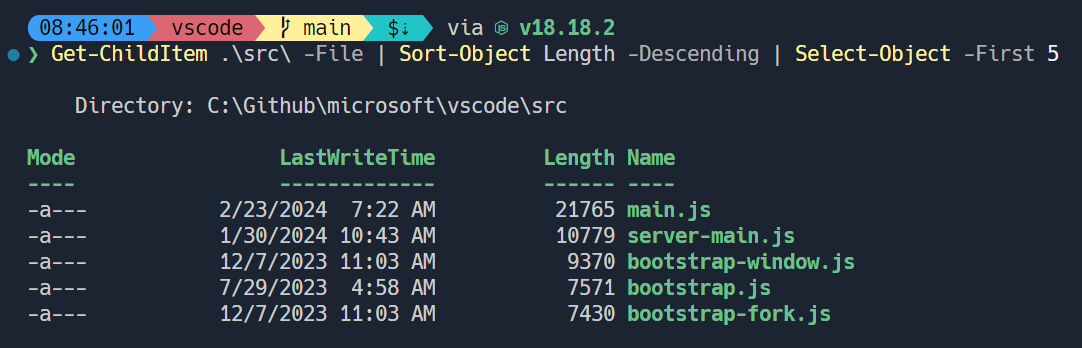 08:46:01 vscode main $⇣ via v18.18.2
❯ Get-ChildItem .\src\ -File | Sort-Object Length -Descending | Select-Object -First 5
Directory: C:\Github\microsoft\vscode\src
Mode LastWriteTime Length Name
---- ------------- ------ ----
-a--- 2/23/2024 7:22 AM 21765 main.js
-a--- 1/30/2024 10:43 AM 10779 server-main.js
-a--- 12/7/2023 11:03 AM 9370 bootstrap-window.js
-a--- 7/29/2023 4:58 AM 7571 bootstrap.js
-a--- 12/7/2023 11:03 AM 7430 bootstrap-fork.js